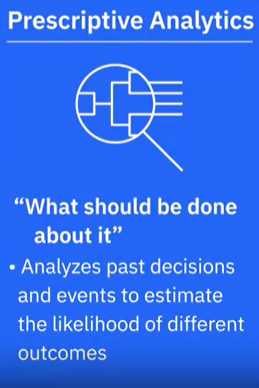 Prescriptive Analytics
“What should be done
about it”
• Analyzes past decisions
and events to estimate
the likelihood of different
outcomes